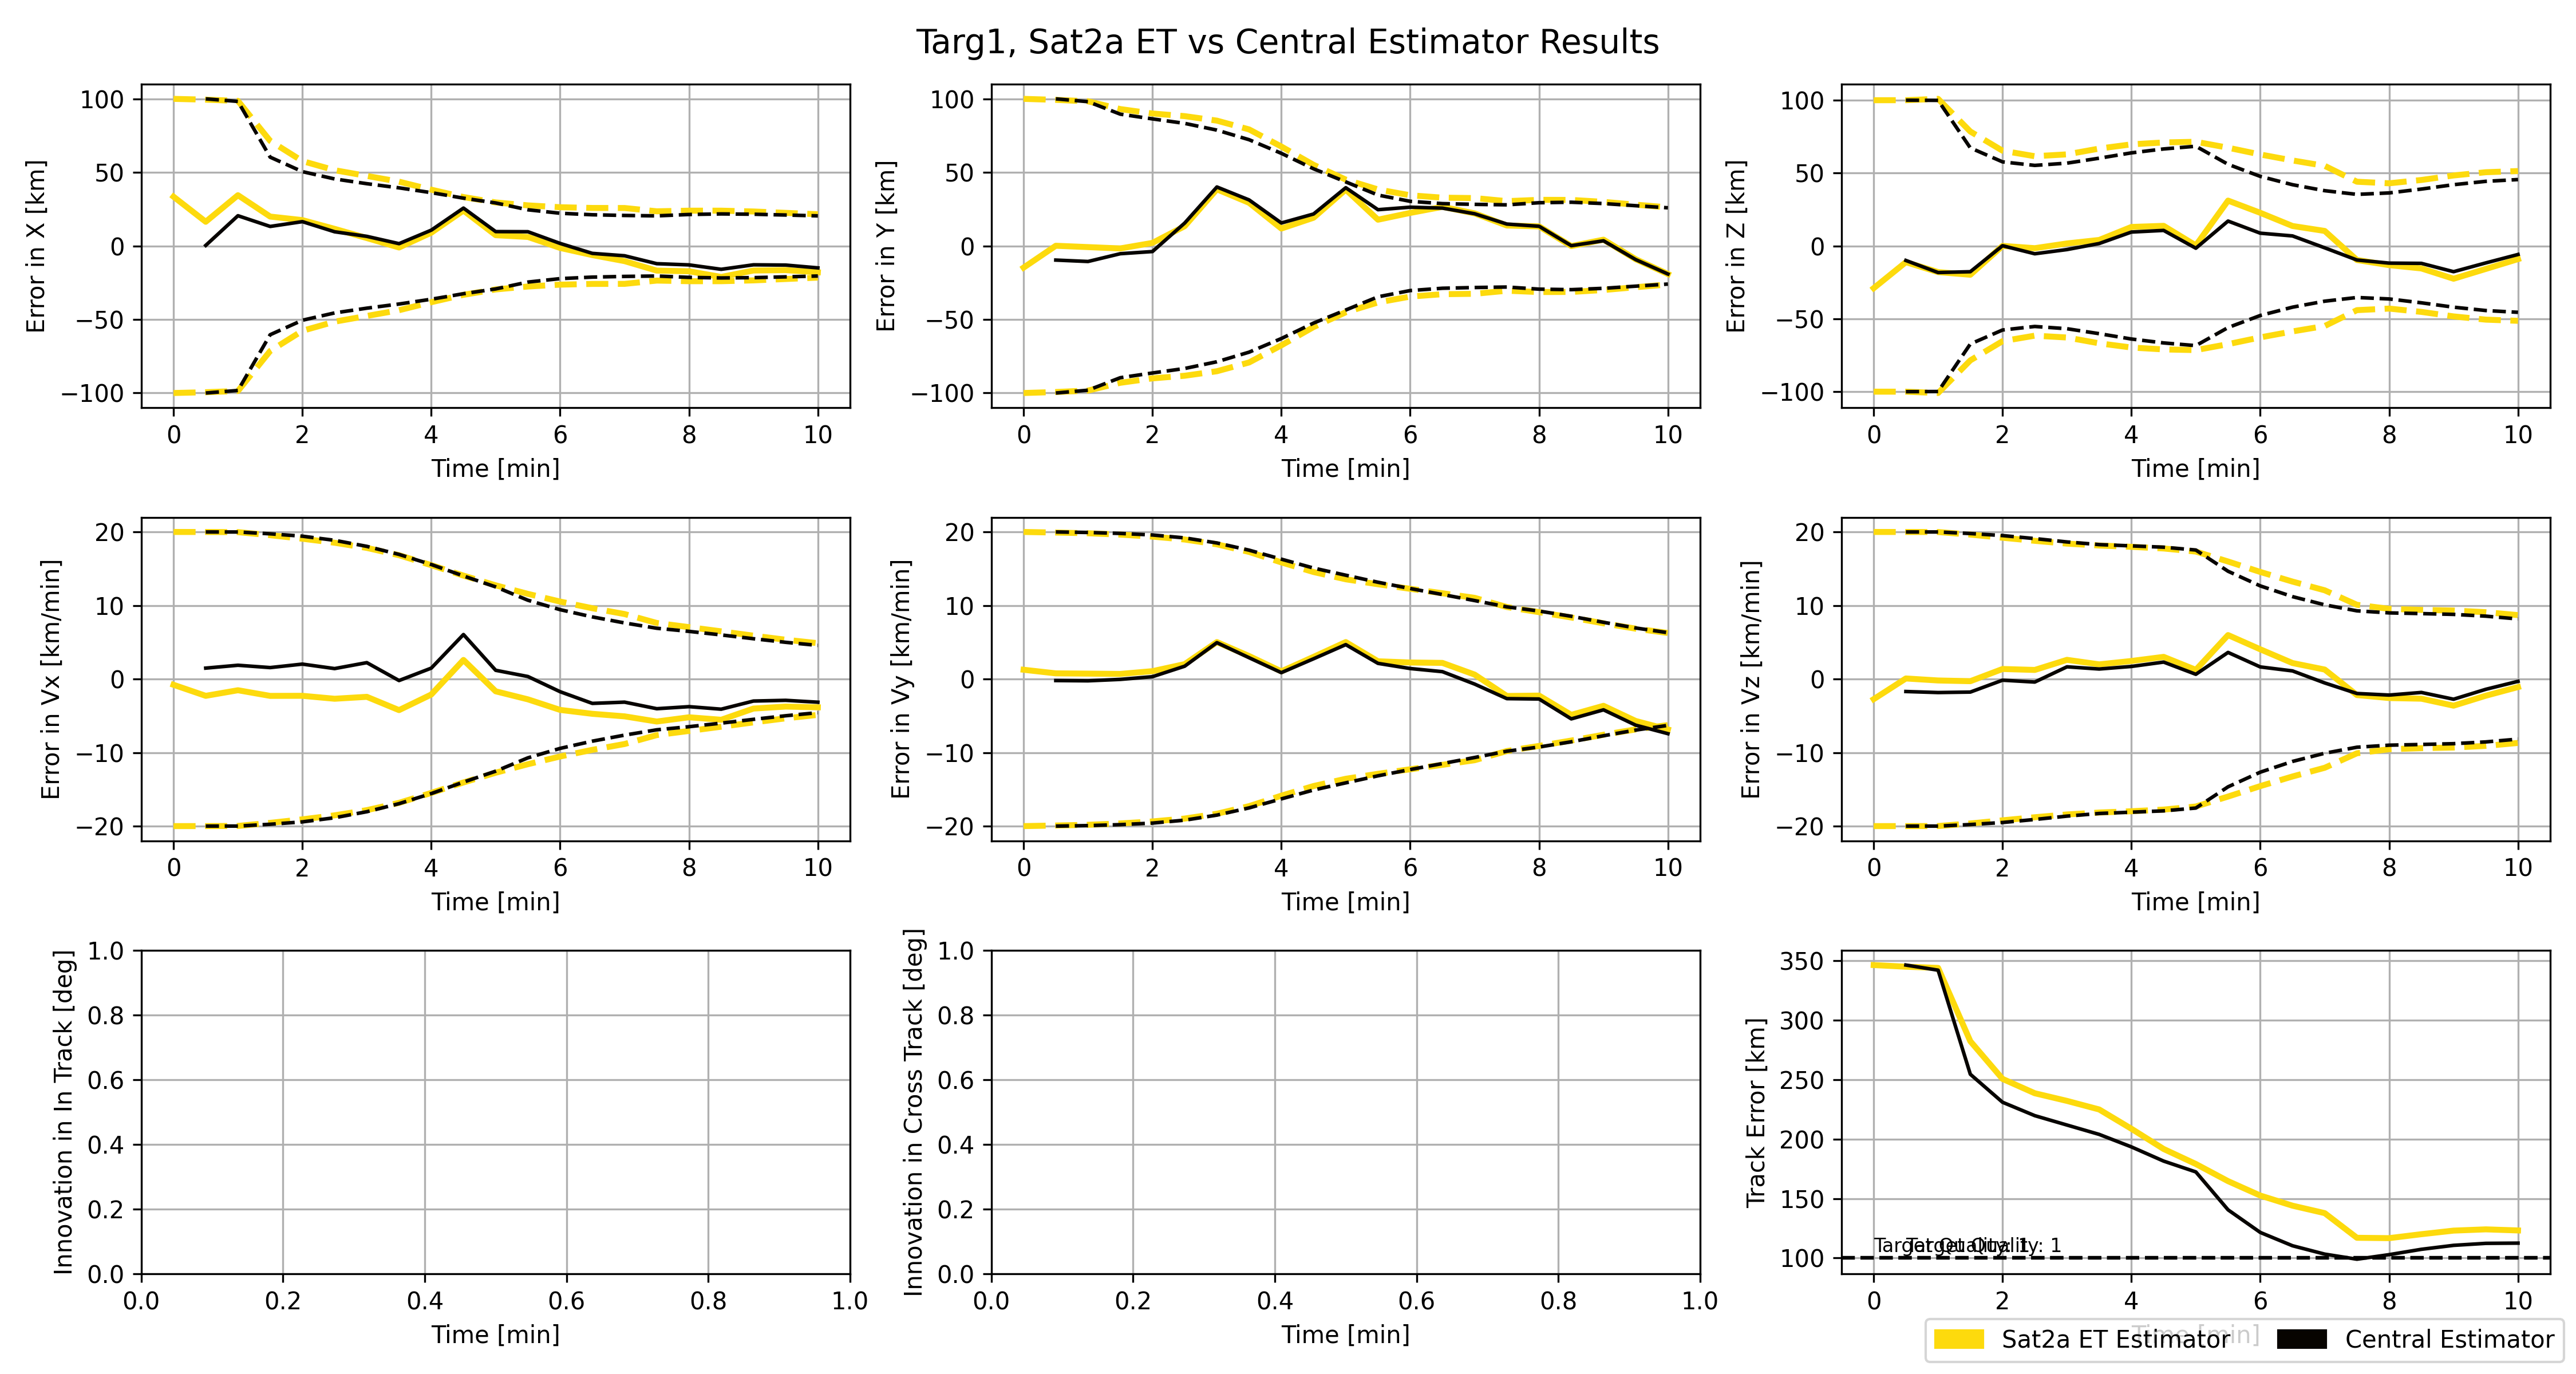 Targ1, Sat2a ET vs Central Estimator Results
Error in X [km]
100
50
0
−50
−100
0 2 4 6 8 10
Time [min]
Error in Y [km]
100
50
0
−50
−100
0 2 4 6 8 10
Time [min]
Error in Z [km]
100
50
0
−50
−100
0 2 4 6 8 10
Time [min]
Error in Vx [km/min]
20
10
0
−10
−20
0 2 4 6 8 10
Time [min]
Error in Vy [km/min]
20
10
0
−10
−20
0 2 4 6 8 10
Time [min]
Error in Vz [km/min]
20
10
0
−10
−20
0 2 4 6 8 10
Time [min]
Innovation in In Track [deg]
1.0
0.8
0.6
0.4
0.2
0.0
0.0 0.2 0.4 0.6 0.8 1.0
Time [min]
Innovation in Cross Track [deg]
1.0
0.8
0.6
0.4
0.2
0.0
0.0 0.2 0.4 0.6 0.8 1.0
Time [min]
Track Error [km]
350
300
250
200
150
100
Target Quality: 1
Target Quality: 1
0 2 4 6 8 10
Time [min]
Sat2a ET Estimator
Central Estimator